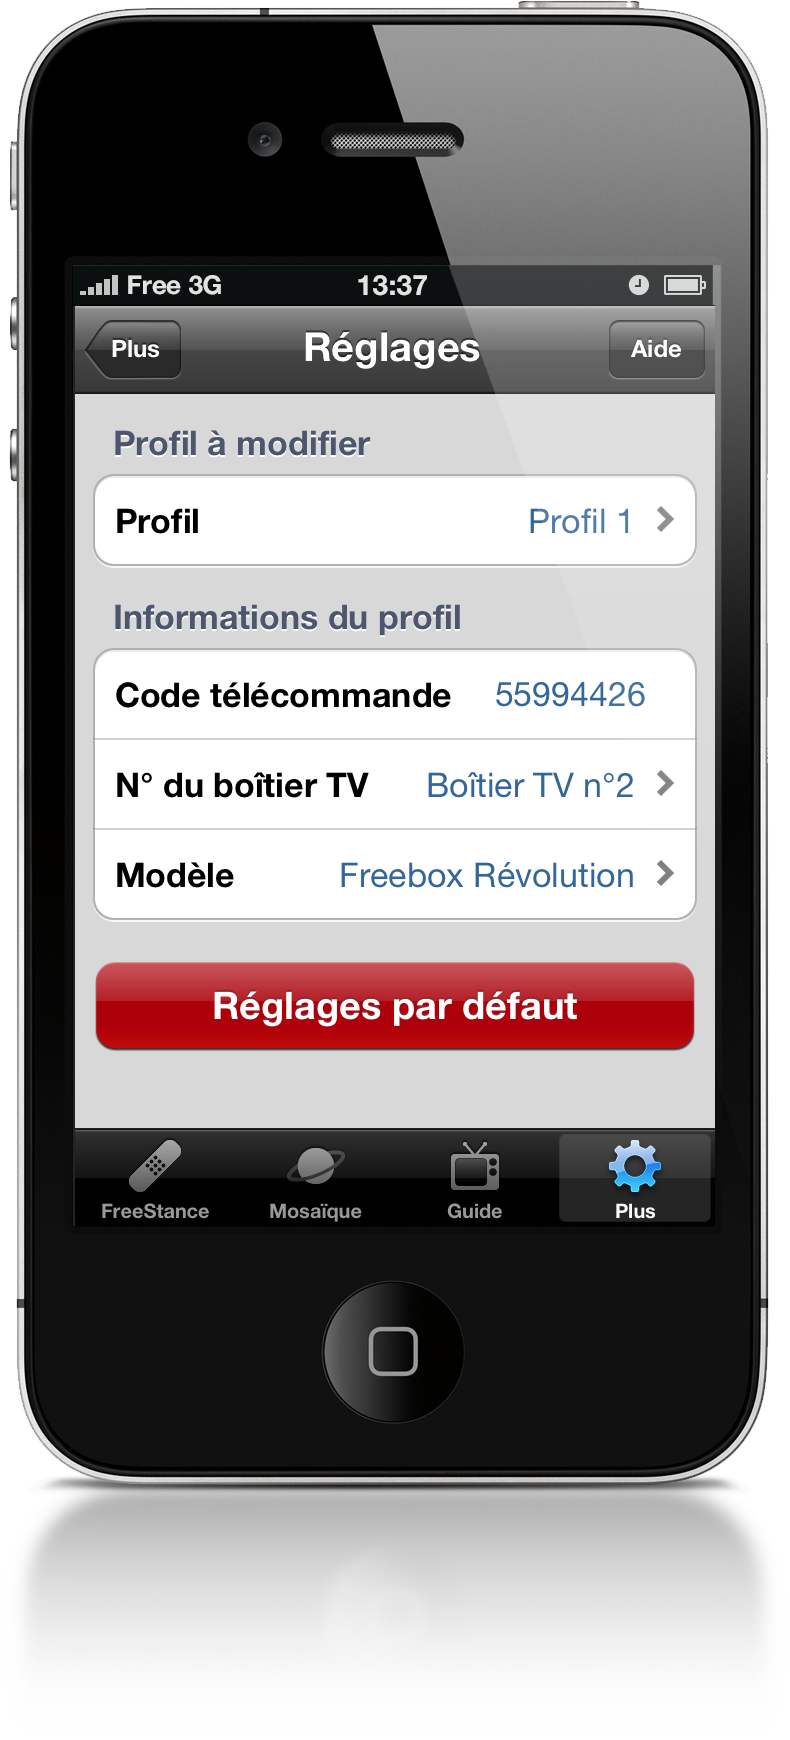 Free 3G 13:37
Plus Réglages Aide
Profil à modifier
Profil Profil 1
Informations du profil
Code télécommande 55994426
N° du boîtier TV Boîtier TV n°2
Modèle Freebox Révolution
Réglages par défaut
FreeStance Mosaïque Guide Plus